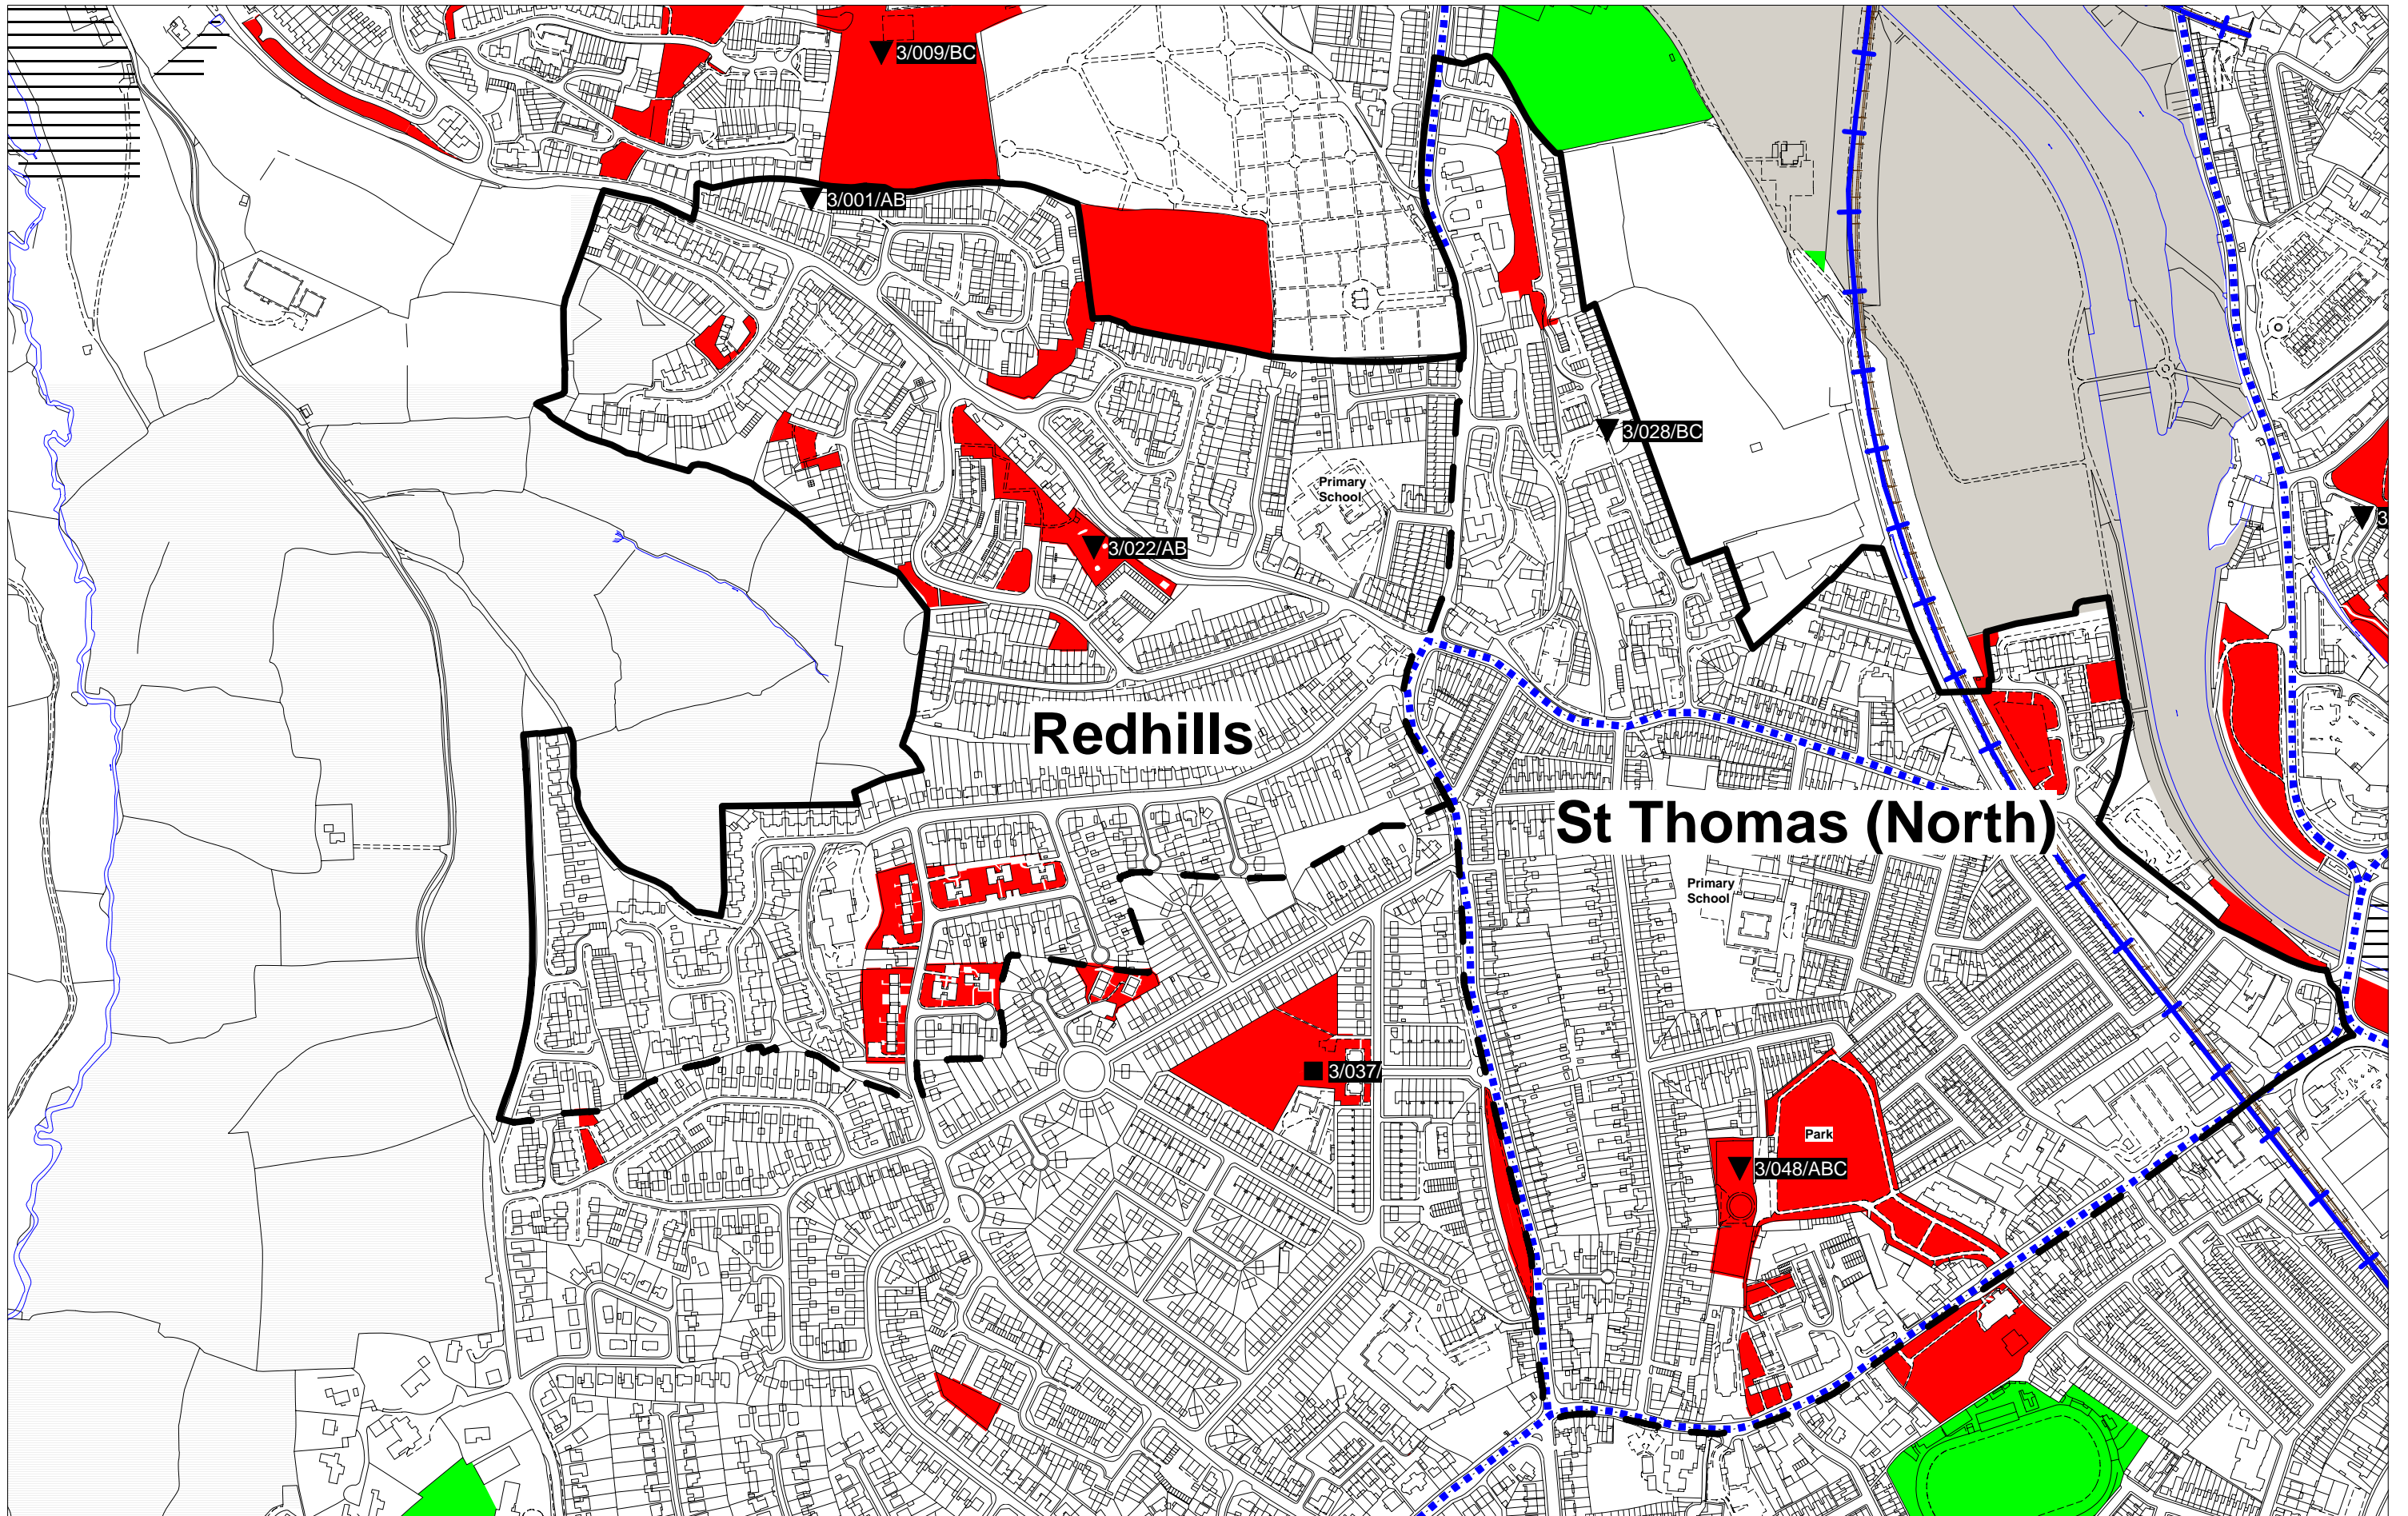 3/009/BC
3/001/AB
3/028/BC
Primary
School
3
3/022/AB
Redhills
St Thomas (North)
Primary
School
3/037/
Park
3/048/ABC